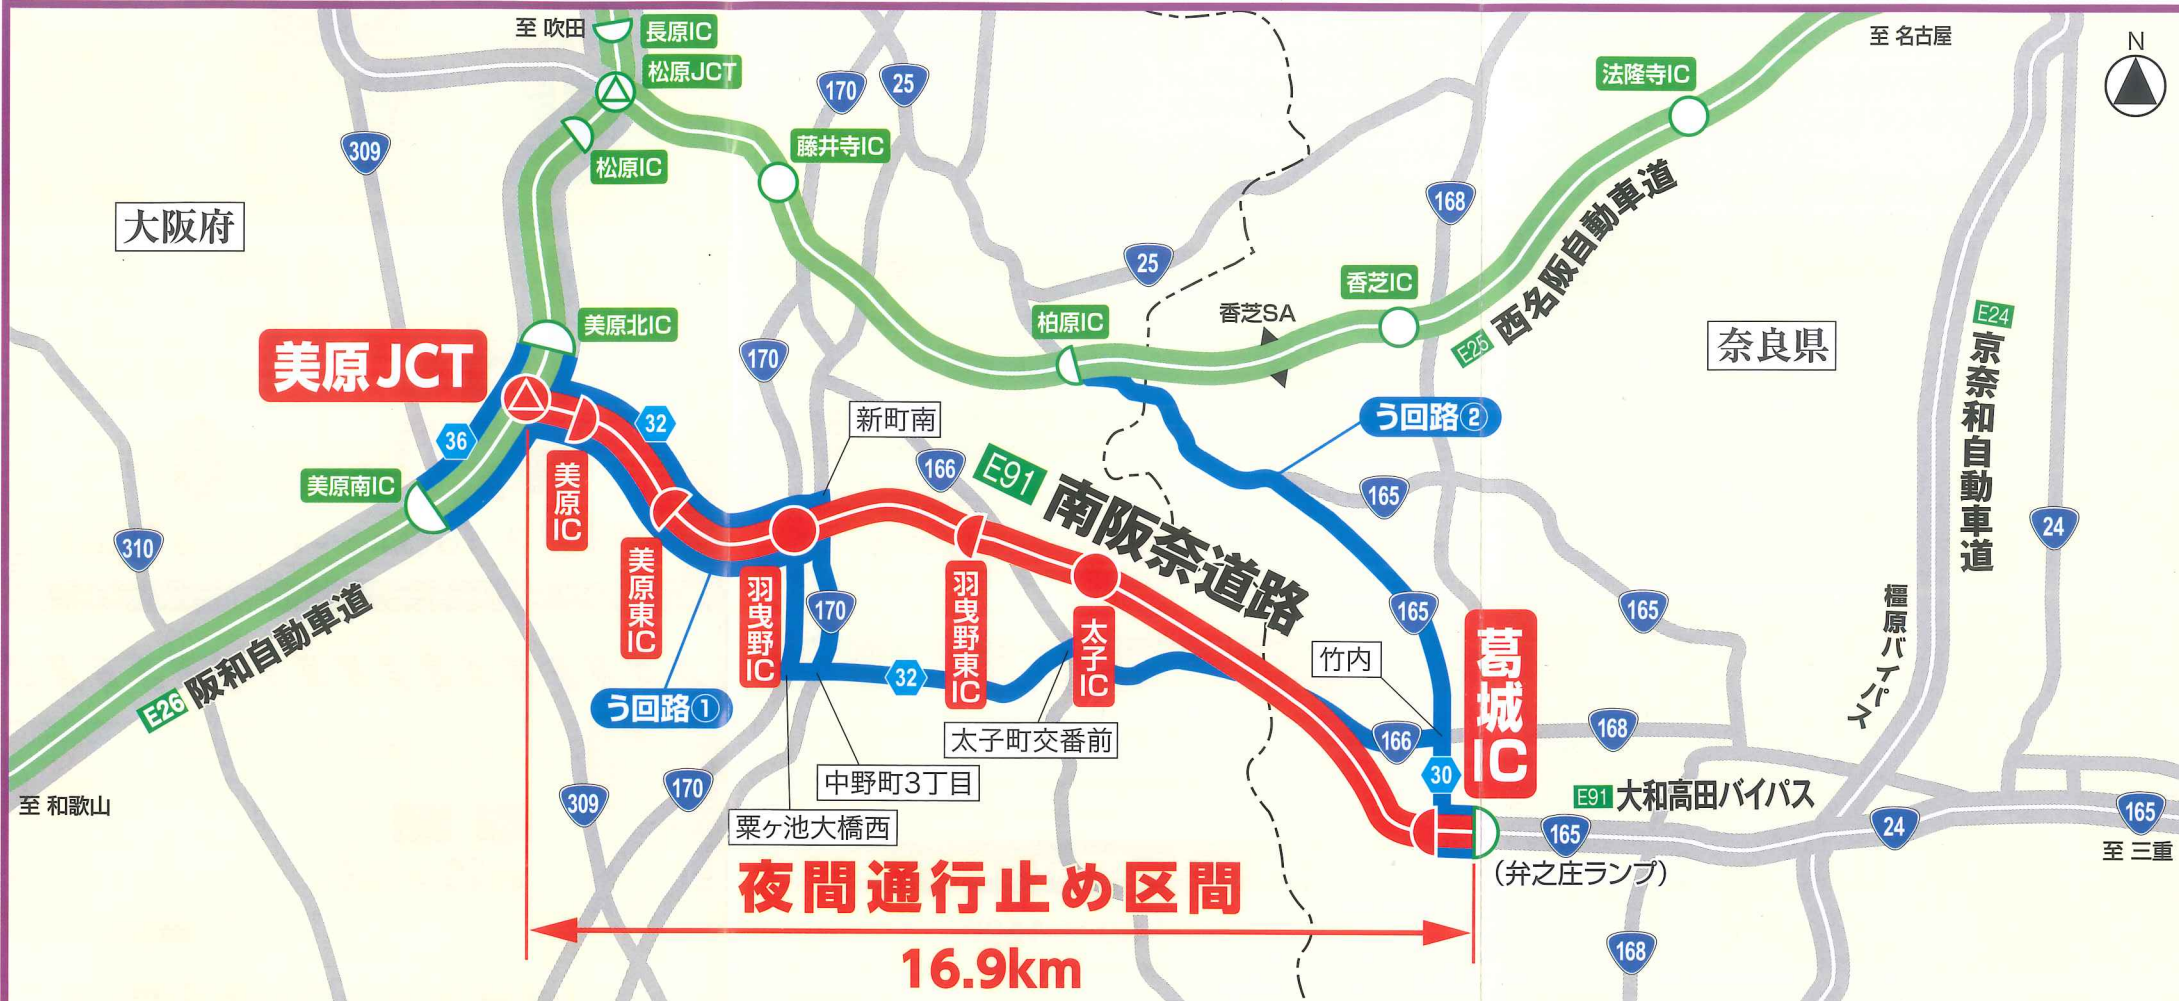 至 吹田
長原IC
松原JCT
松原IC
170
25
藤井寺IC
309
大阪府
至 名古屋
法隆寺IC
N
168
25
香芝SA
香芝IC
柏原IC
E25 西名阪自動車道
奈良県
E24 京奈和自動車道
美原北IC
美原JCT
170
32
36
新町南
166
E91 南阪奈道路
う回路②
165
24
美原南IC
美原IC
310
美原東IC
羽曳野IC
170
羽曳野東IC
太子IC
165
165
橿原バイパス
竹内
葛城IC
E26 阪和自動車道
う回路①
32
太子町交番前
166
168
30
中野町3丁目
粟ヶ池大橋西
至 和歌山
309
170
E91 大和高田バイパス
165
24
165
至 三重
(弁之庄ランプ)
168
夜間通行止め区間
16.9km